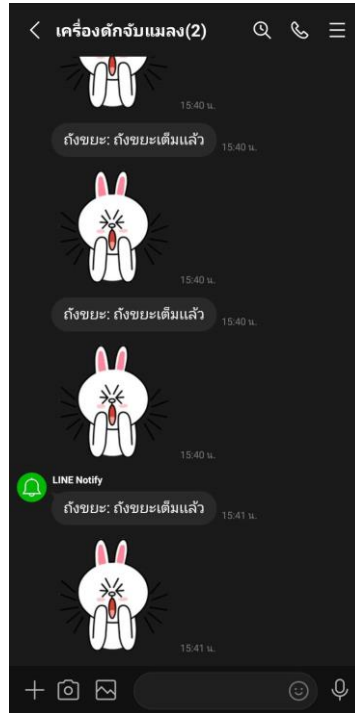 เครื่องดักจับแมลง(2)
15:40 น.
ถังขยะ: ถังขยะเต็มแล้ว
15:40 น.
15:40 น.
ถังขยะ: ถังขยะเต็มแล้ว
15:40 น.
15:40 น.
LINE Notify
ถังขยะ: ถังขยะเต็มแล้ว
15:41 น.
15:41 น.